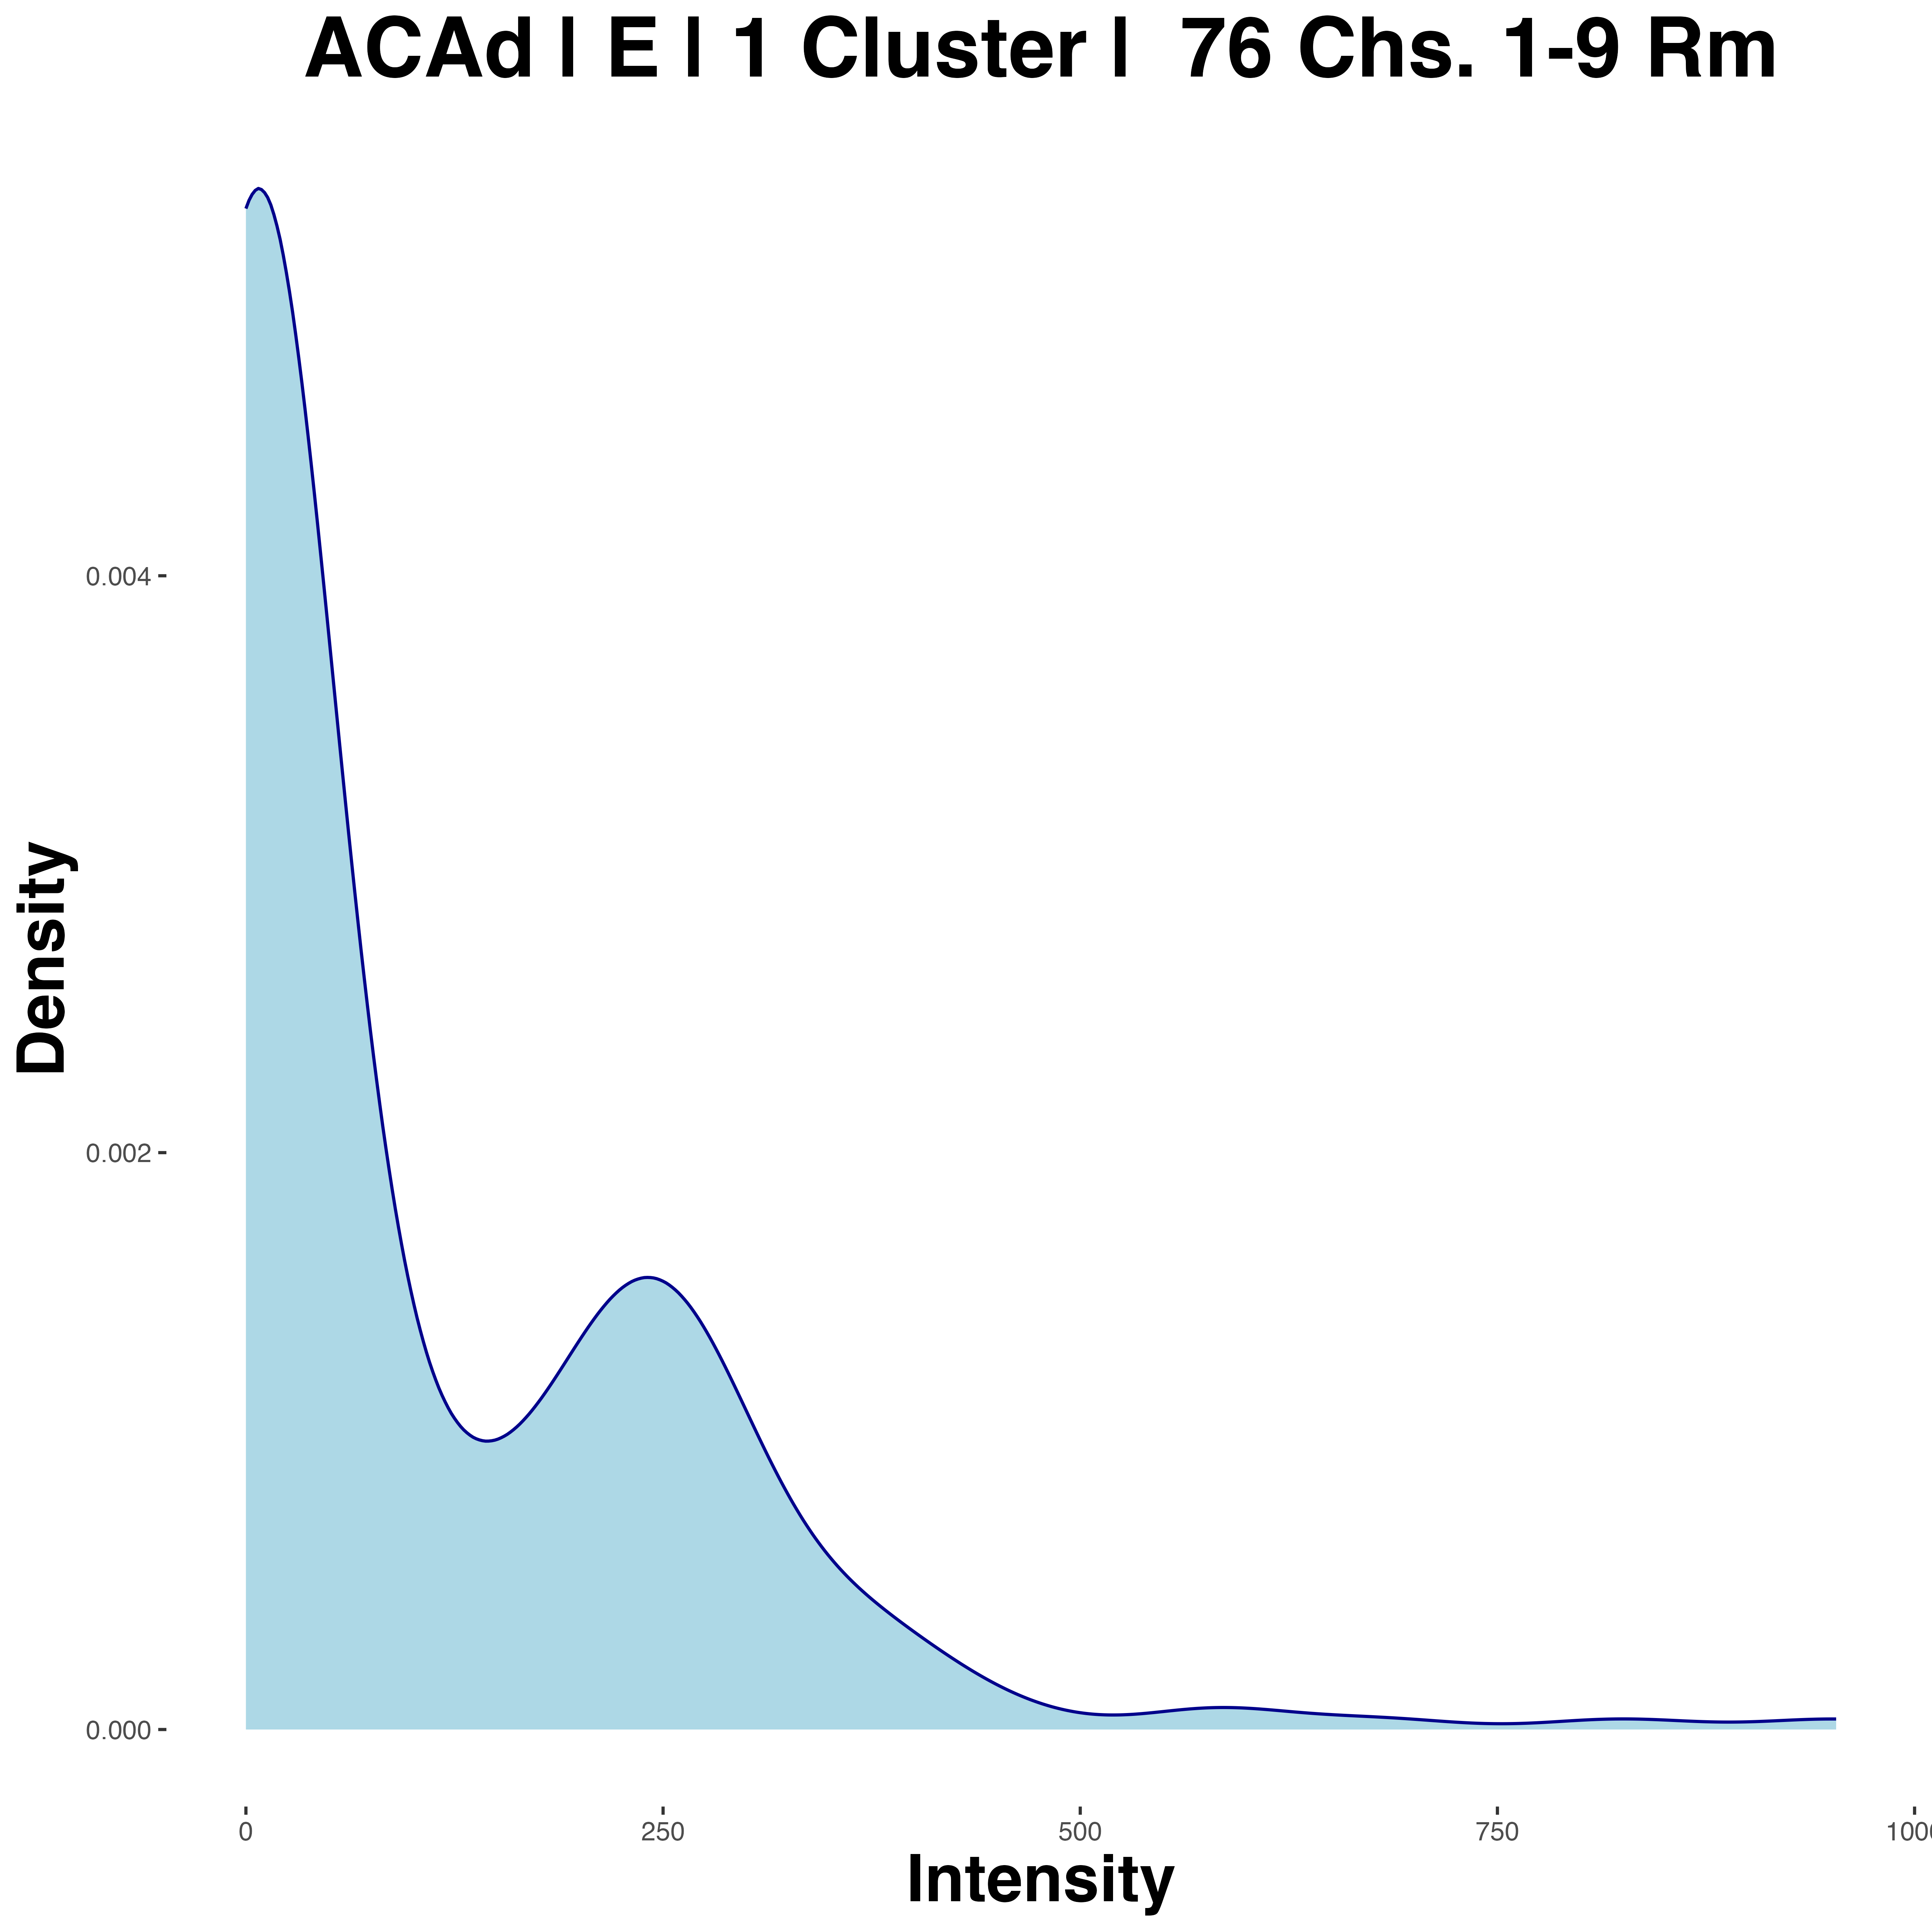 ACAd | E | 1 Cluster |  76 Chs. 1-9 Rm
Density
0.004
0.002
0.000
0
250
500
750
100
Intensity